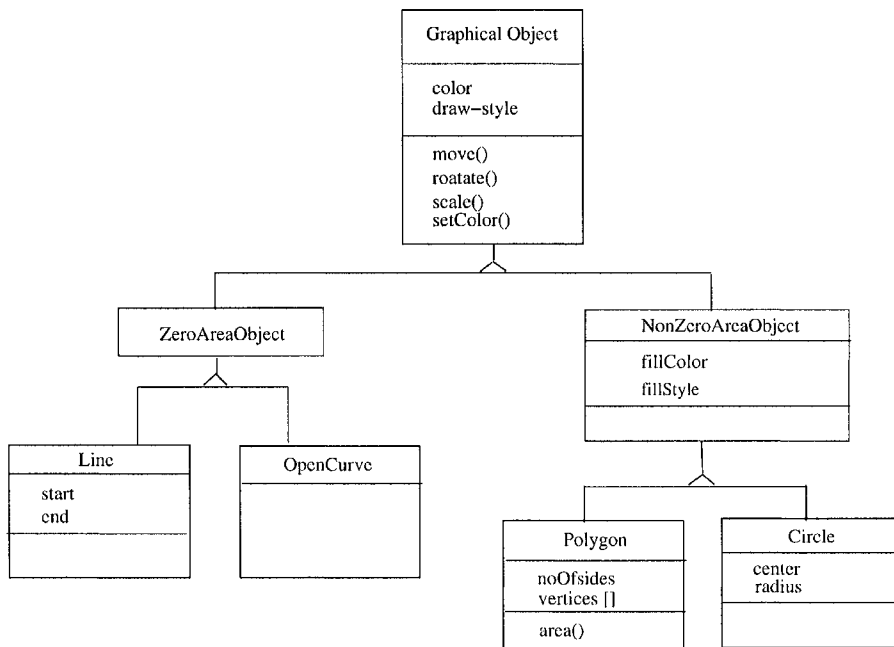 Graphical Object
color
draw-style
move()
roatate()
scale()
setColor()
ZeroAreaObject
NonZeroAreaObject
fillColor
fillStyle
Line
start
end
OpenCurve
Polygon
noOfsides
vertices []
area()
Circle
center
radius